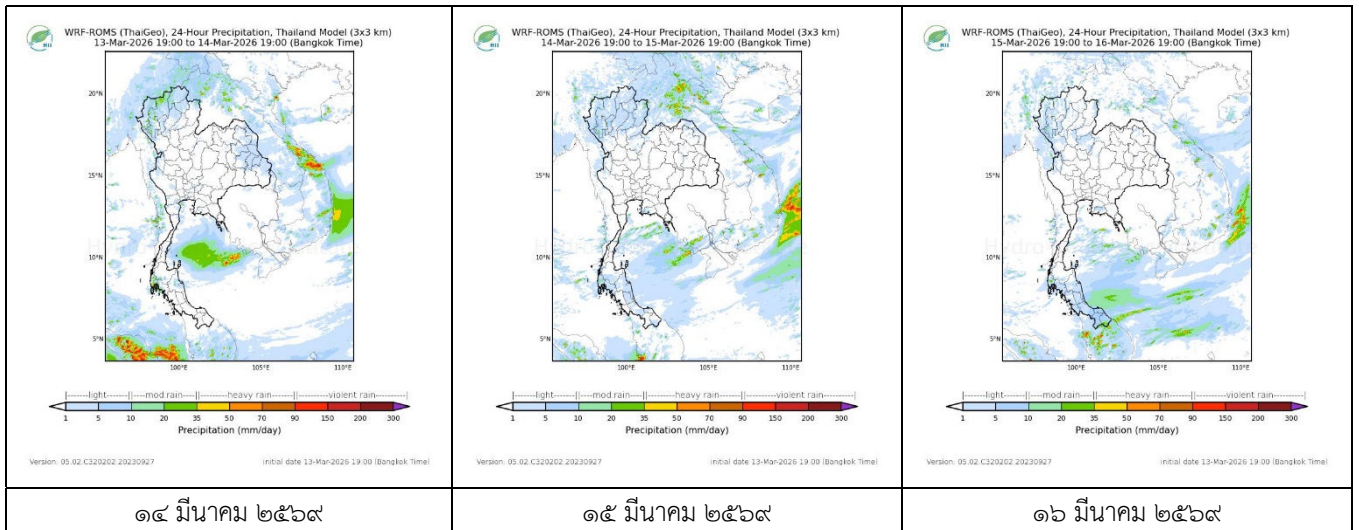 WRF-ROMS (ThaiGeo), 24-Hour Precipitation, Thailand Model (3x3 km)
13-Mar-2026 19:00 to 14-Mar-2026 19:00 (Bangkok Time)
20°N
15°N
10°N
5°N
100°E 105°E 110°E
light mod rain heavy rain violent rain
1 5 10 20 35 50 70 90 150 200 300
Precipitation (mm/day)
Version: 05.02.C320202.20230927 initial date 13-Mar-2026 19:00 (Bangkok Time)
๑๔ มีนาคม ๒๕๖๙
WRF-ROMS (ThaiGeo), 24-Hour Precipitation, Thailand Model (3x3 km)
14-Mar-2026 19:00 to 15-Mar-2026 19:00 (Bangkok Time)
20°N
15°N
10°N
5°N
100°E 105°E 110°E
light mod rain heavy rain violent rain
1 5 10 20 35 50 70 90 150 200 300
Precipitation (mm/day)
Version: 05.02.C320202.20230927 initial date 13-Mar-2026 19:00 (Bangkok Time)
๑๕ มีนาคม ๒๕๖๙
WRF-ROMS (ThaiGeo), 24-Hour Precipitation, Thailand Model (3x3 km)
15-Mar-2026 19:00 to 16-Mar-2026 19:00 (Bangkok Time)
20°N
15°N
10°N
5°N
100°E 105°E 110°E
light mod rain heavy rain violent rain
1 5 10 20 35 50 70 90 150 200 300
Precipitation (mm/day)
Version: 05.02.C320202.20230927 initial date 13-Mar-2026 19:00 (Bangkok Time)
๑๖ มีนาคม ๒๕๖๙